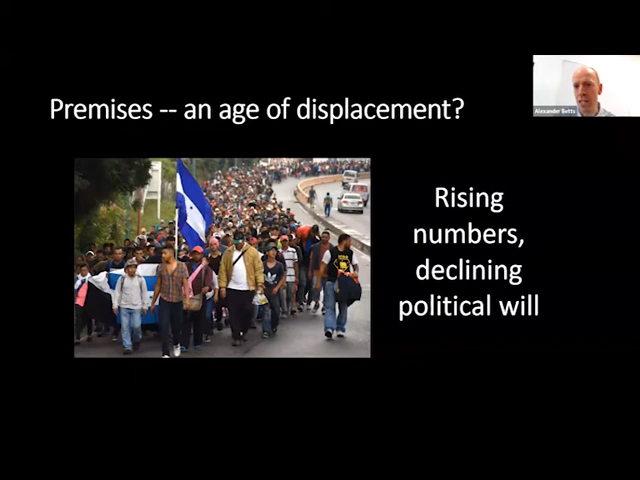 Premises -- an age of displacement?
Alexander Betts
Rising
numbers,
declining
political will